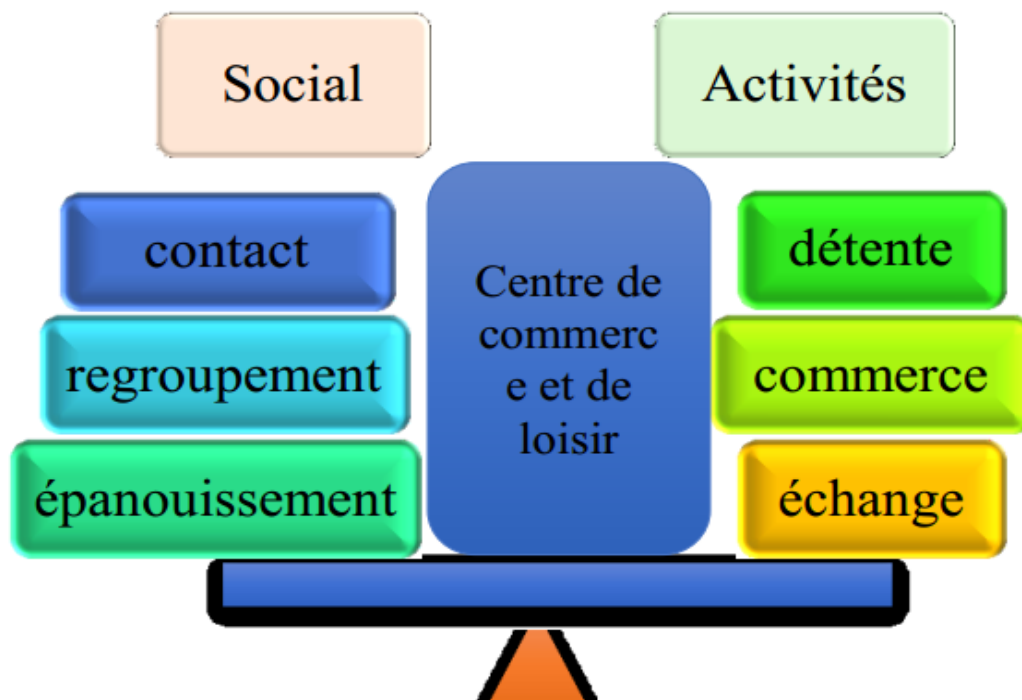 Social
Activités
contact
regroupement
épanouissement
Centre de
commerc
e et de
loisir
détente
commerce
échange